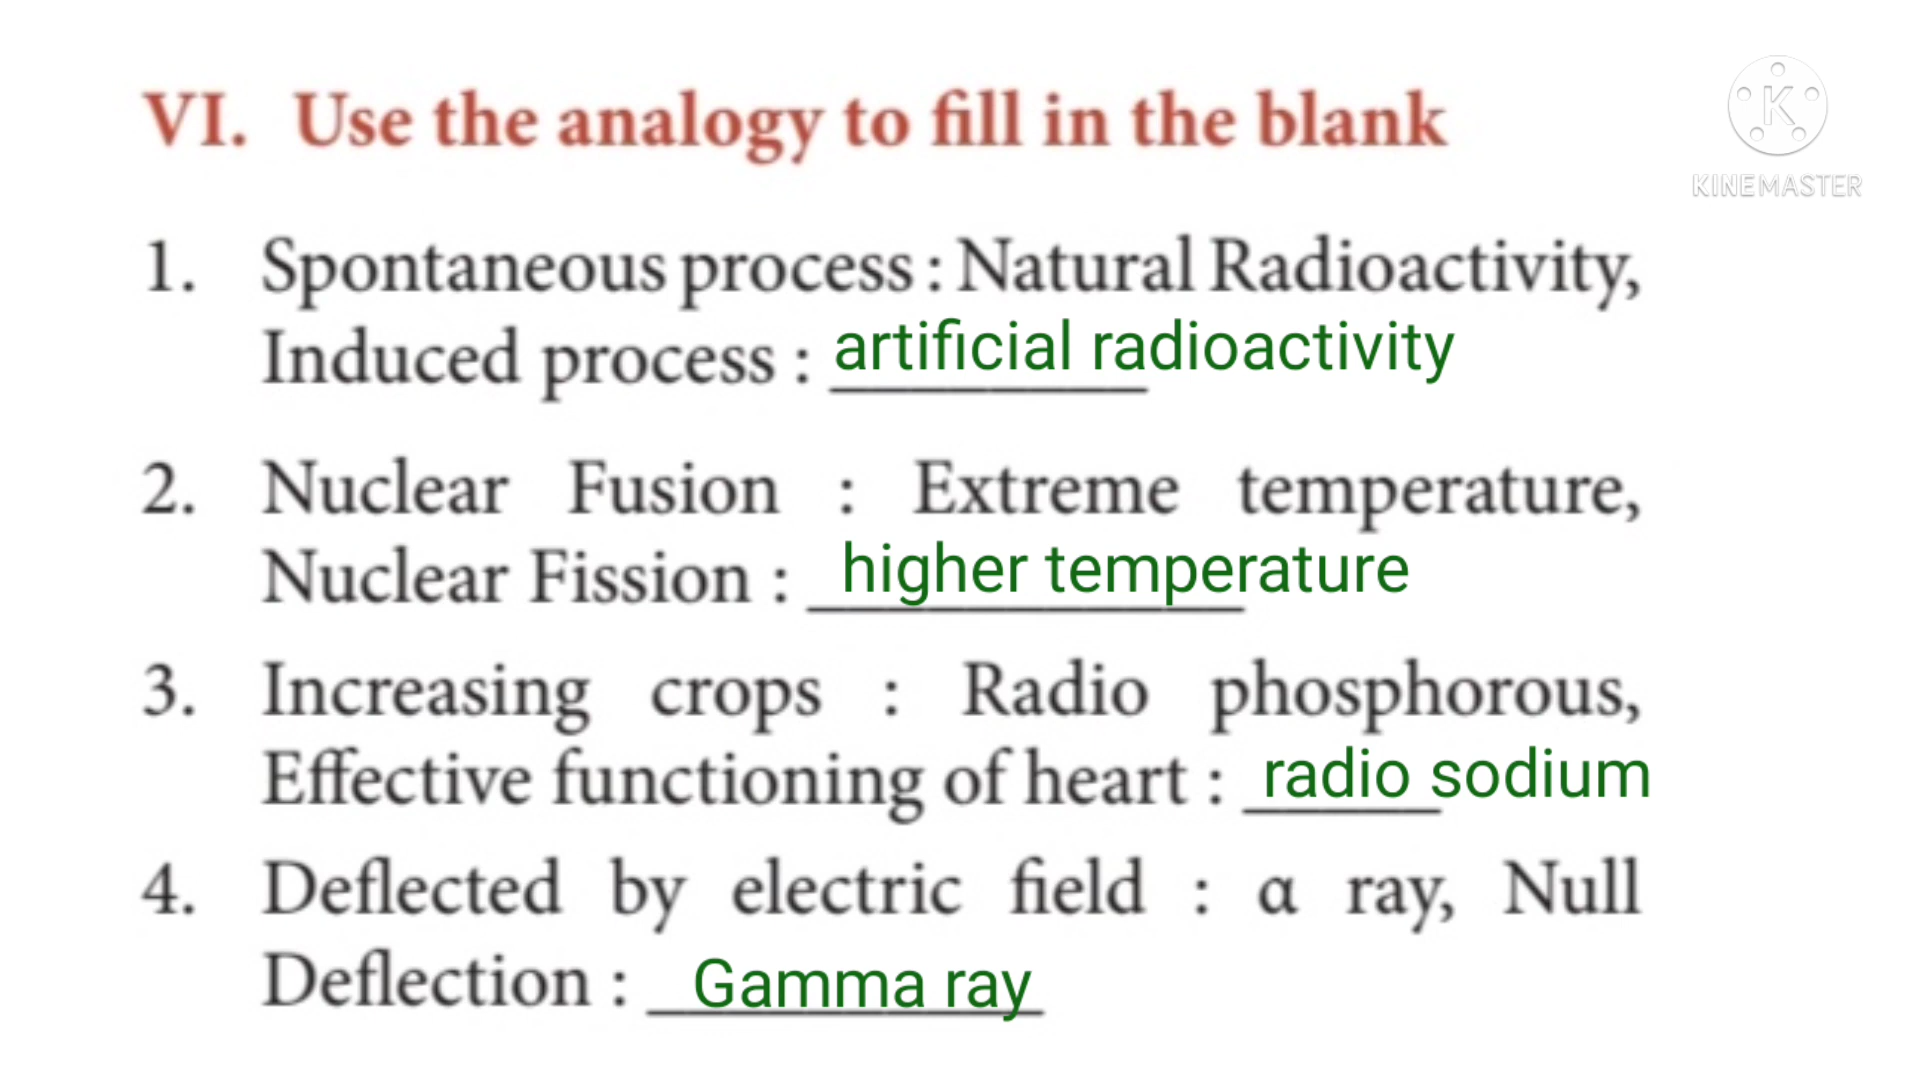 VI. Use the analogy to fill in the blank
KINEMASTER
1. Spontaneous process : Natural Radioactivity,
Induced process : artificial radioactivity
2. Nuclear Fusion : Extreme temperature,
Nuclear Fission : higher temperature
3. Increasing crops : Radio phosphorous,
Effective functioning of heart : radio sodium
4. Deflected by electric field : α ray, Null
Deflection : Gamma ray